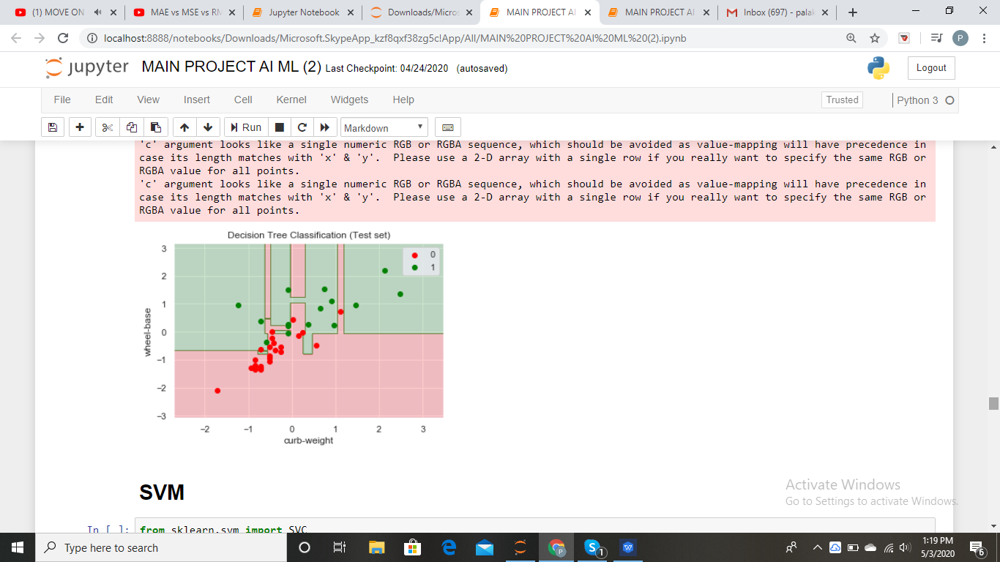 (1) MOVE ON
MAE vs MSE vs RM
Jupyter Notebook
Downloads/Micros
MAIN PROJECT AI
MAIN PROJECT AI
Inbox (697) - palak
localhost:8888/notebooks/Downloads/Microsoft.SkypeApp_kzf8qxf38zg5c!App/All/MAIN%20PROJECT%20AI%20ML%20(2).ipynb
P
jupyter MAIN PROJECT AI ML (2) Last Checkpoint: 04/24/2020 (autosaved)
Logout
File Edit View Insert Cell Kernel Widgets Help
Trusted
Python 3
Run
Markdown
'c' argument looks like a single numeric RGB or RGBA sequence, which should be avoided as value-mapping will have precedence in
case its length matches with 'x' & 'y'.  Please use a 2-D array with a single row if you really want to specify the same RGB or
RGBA value for all points.
'c' argument looks like a single numeric RGB or RGBA sequence, which should be avoided as value-mapping will have precedence in
case its length matches with 'x' & 'y'.  Please use a 2-D array with a single row if you really want to specify the same RGB or
RGBA value for all points.
Decision Tree Classification (Test set)
0
1
3
2
1
0
−1
−2
−3
wheel-base
−2 −1 0 1 2 3
curb-weight
SVM
Activate Windows
Go to Settings to activate Windows.
In [ ]: from sklearn.svm import SVC
Type here to search
P
1
1:19 PM
5/3/2020
6